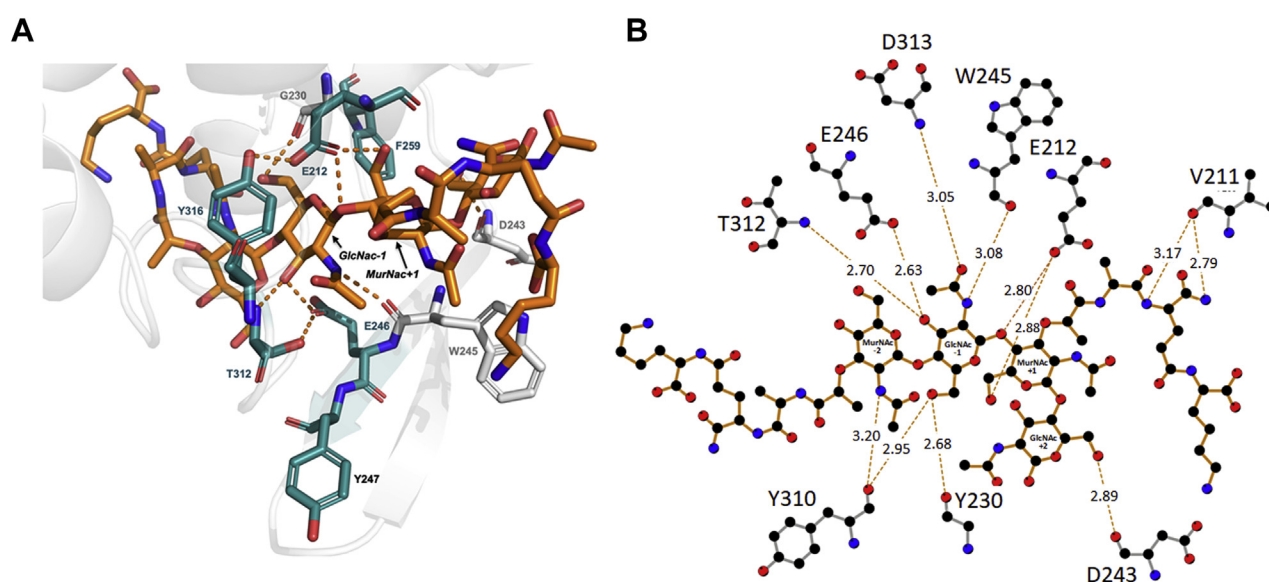 A
G230
F259
E212
Y316
D243
GlcNac-1
MurNac+1
E246
W245
T312
Y247
B
D313
W245
E246
E212
V211
T312
3.05
3.17
2.79
3.08
2.70
2.63
2.80
2.88
MurNAc
-2
GlcNAc
-1
MurNAc
+1
GlcNAc
+2
3.20
2.95
2.68
2.89
Y310
Y230
D243